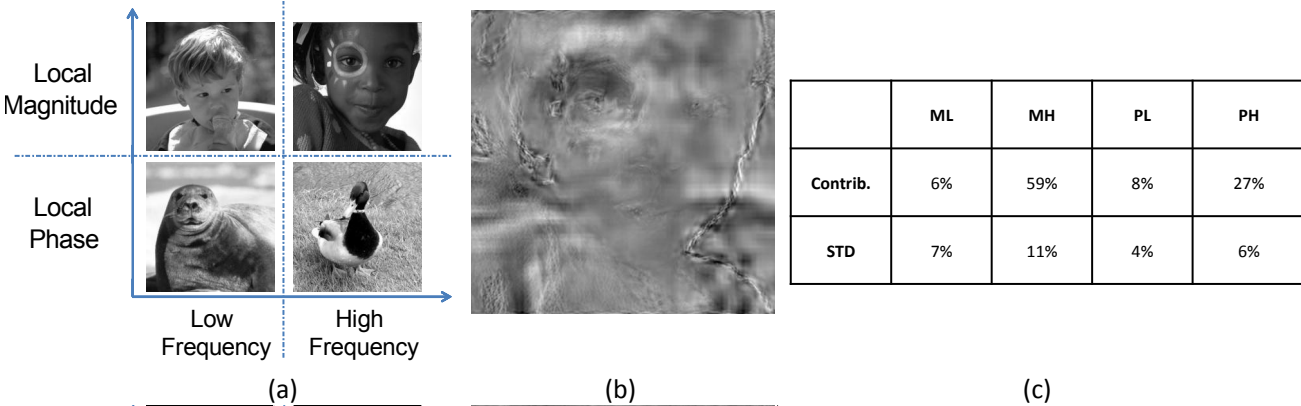 Local
Magnitude
Local
Phase
Low
Frequency
High
Frequency
(a)
(b)
ML MH PL PH
Contrib. 6% 59% 8% 27%
STD 7% 11% 4% 6%
(c)